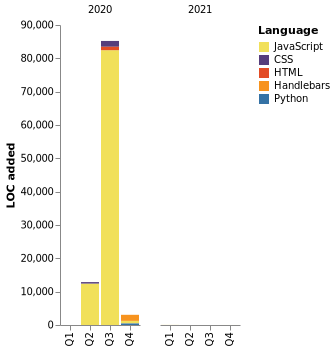 2020
2021
Language
JavaScript
CSS
HTML
Handlebars
Python
LOC added
90,000
80,000
70,000
60,000
50,000
40,000
30,000
20,000
10,000
0
Q1 Q2 Q3 Q4
Q1 Q2 Q3 Q4